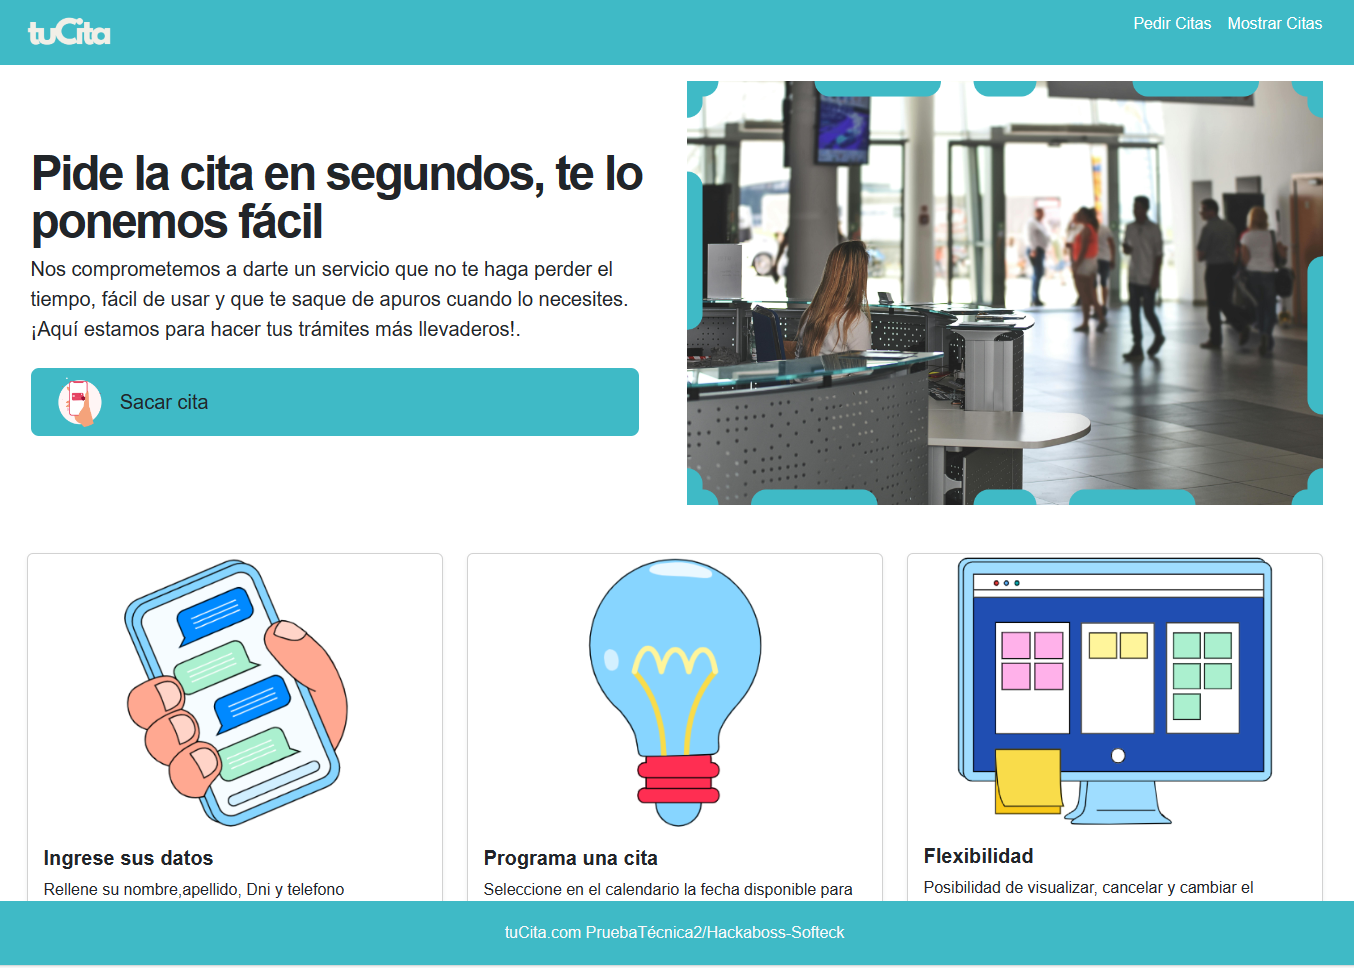 tuCita
Pedir Citas
Mostrar Citas
Pide la cita en segundos, te lo
ponemos fácil
Nos comprometemos a darte un servicio que no te haga perder el
tiempo, fácil de usar y que te saque de apuros cuando lo necesites.
¡Aquí estamos para hacer tus trámites más llevaderos!.
Sacar cita
Ingrese sus datos
Rellene su nombre,apellido, Dni y telefono
Programa una cita
Seleccione en el calendario la fecha disponible para
Flexibilidad
Posibilidad de visualizar, cancelar y cambiar el
tuCita.com PruebaTécnica2/Hackaboss-Softeck